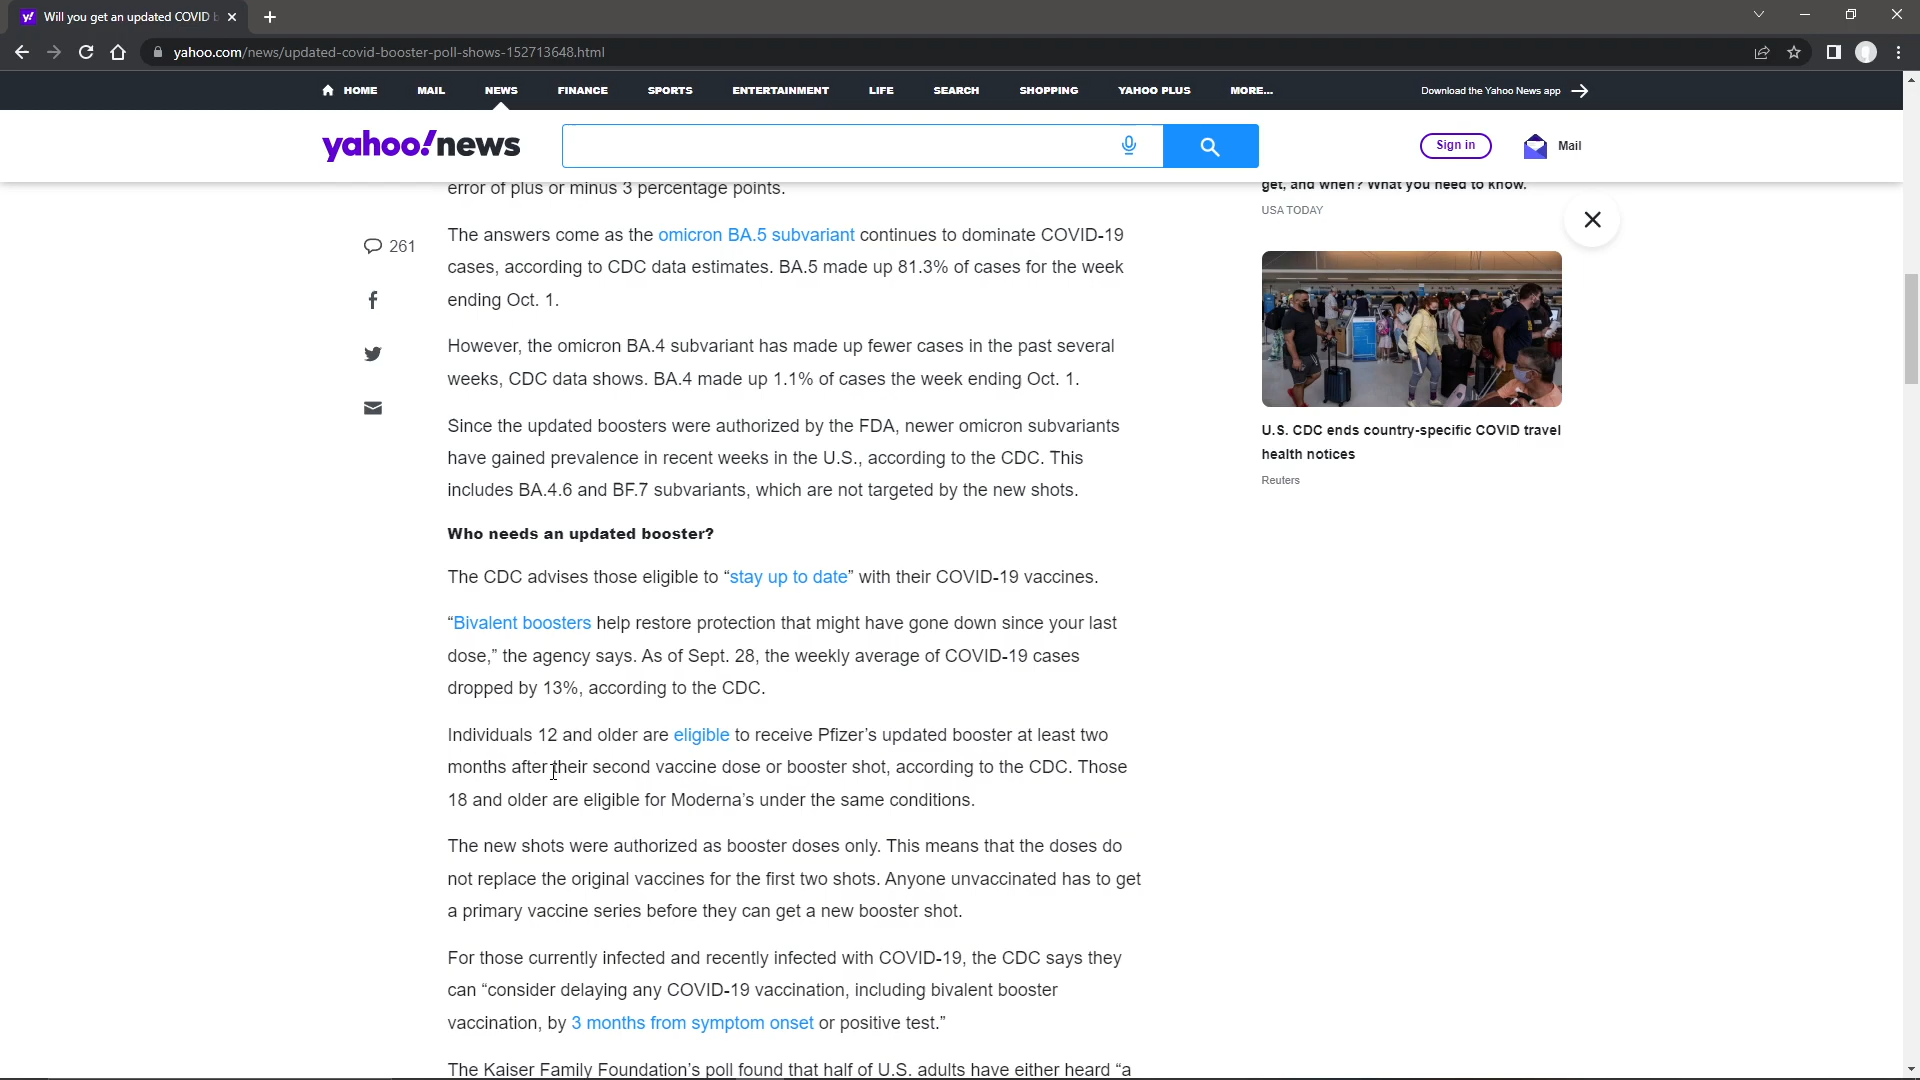 Will you get an updated COVID b
yahoo.com/news/updated-covid-booster-poll-shows-152713648.html
HOME MAIL NEWS FINANCE SPORTS ENTERTAINMENT LIFE SEARCH SHOPPING YAHOO PLUS MORE... Download the Yahoo News app
yahoo!news Sign in Mail
error of plus or minus 3 percentage points.
get, and when? What you need to know.
USA TODAY
261
The answers come as the omicron BA.5 subvariant continues to dominate COVID-19
cases, according to CDC data estimates. BA.5 made up 81.3% of cases for the week
ending Oct. 1.
However, the omicron BA.4 subvariant has made up fewer cases in the past several
weeks, CDC data shows. BA.4 made up 1.1% of cases the week ending Oct. 1.
Since the updated boosters were authorized by the FDA, newer omicron subvariants
have gained prevalence in recent weeks in the U.S., according to the CDC. This
includes BA.4.6 and BF.7 subvariants, which are not targeted by the new shots.
U.S. CDC ends country-specific COVID travel
health notices
Reuters
Who needs an updated booster?
The CDC advises those eligible to “stay up to date” with their COVID-19 vaccines.
“Bivalent boosters help restore protection that might have gone down since your last
dose,” the agency says. As of Sept. 28, the weekly average of COVID-19 cases
dropped by 13%, according to the CDC.
Individuals 12 and older are eligible to receive Pfizer’s updated booster at least two
months after their second vaccine dose or booster shot, according to the CDC. Those
18 and older are eligible for Moderna’s under the same conditions.
The new shots were authorized as booster doses only. This means that the doses do
not replace the original vaccines for the first two shots. Anyone unvaccinated has to get
a primary vaccine series before they can get a new booster shot.
For those currently infected and recently infected with COVID-19, the CDC says they
can “consider delaying any COVID-19 vaccination, including bivalent booster
vaccination, by 3 months from symptom onset or positive test.”
The Kaiser Family Foundation’s poll found that half of U.S. adults have either heard “a